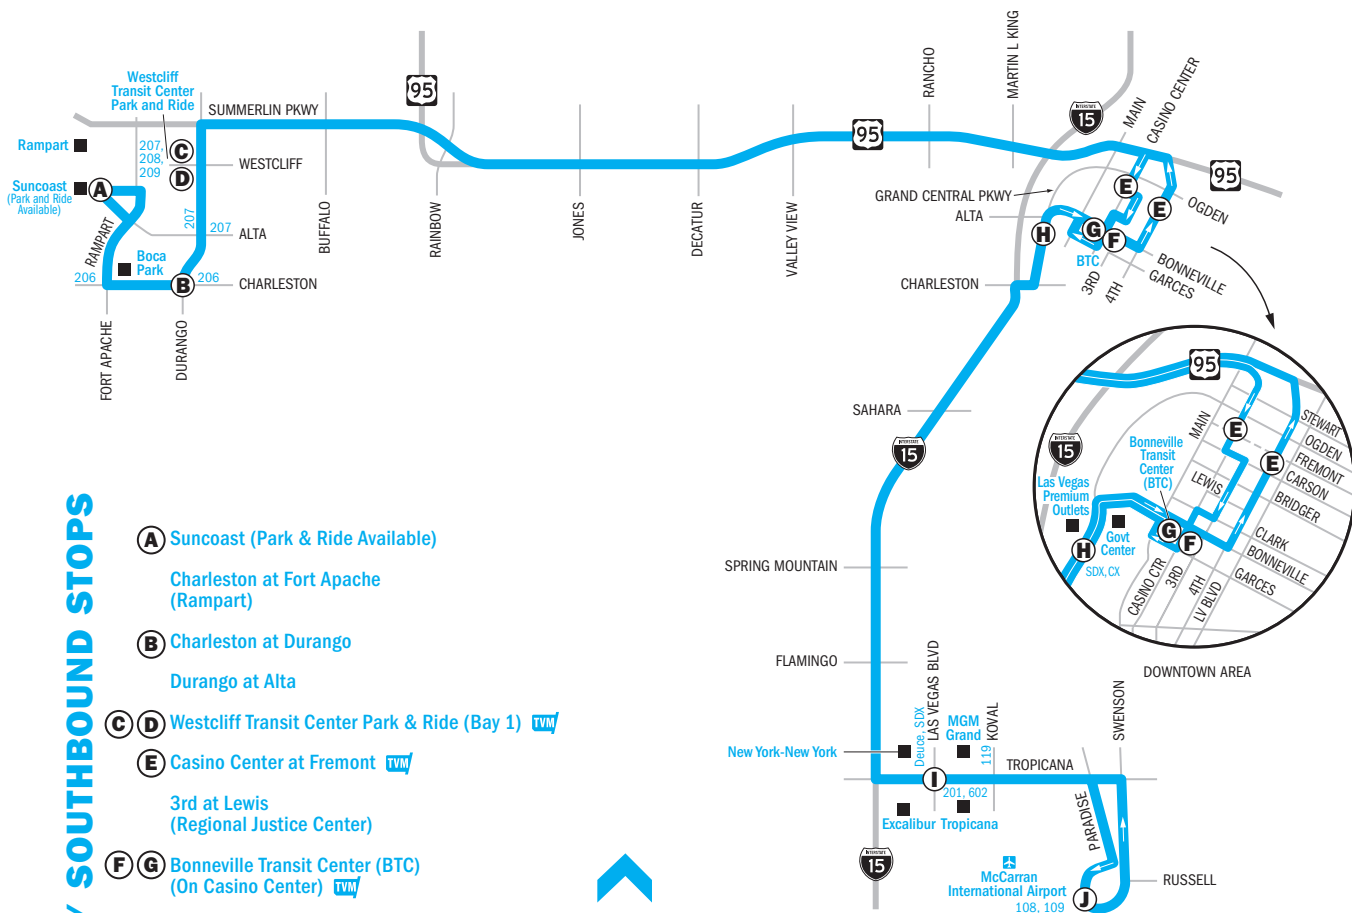 Westcliff
Transit Center
Park and Ride
SUMMERLIN PKWY
95
Rampart
207,
208,
209
C
D
WESTCLIFF
Suncoast
(Park and Ride
Available)
A
RAMPART
207
207
ALTA
Boca
Park
206
B
206
CHARLESTON
FORT APACHE
DURANGO
BUFFALO
RAINBOW
JONES
DECATUR
VALLEY VIEW
95
RANCHO
MARTIN L KING
INTERSTATE
15
MAIN
CASINO CENTER
95
GRAND CENTRAL PKWY
ALTA
E
E
OGDEN
H
G
F
BTC
3RD
4TH
BONNEVILLE
GARCES
CHARLESTON
SAHARA
INTERSTATE
15
SPRING MOUNTAIN
FLAMINGO
95
MAIN
E
E
STEWART
OGDEN
FREMONT
CARSON
BRIDGER
INTERSTATE
15
Bonneville
Transit
Center
(BTC)
LEWIS
Las Vegas
Premium
Outlets
Govt
Center
G
F
H
SDX, CX
CLARK
BONNEVILLE
GARCES
CASINO CTR
3RD
4TH
LV BLVD
DOWNTOWN AREA
Deuce, SDX
LAS VEGAS BLVD
MGM
Grand
119
KOVAL
SWENSON
New York-New York
TROPICANA
I
201, 602
Excalibur
Tropicana
PARADISE
INTERSTATE
15
McCarran
International Airport
108, 109
J
RUSSELL
SOUTHBOUND STOPS
A Suncoast (Park & Ride Available)
Charleston at Fort Apache
(Rampart)
B Charleston at Durango
Durango at Alta
C D Westcliff Transit Center Park & Ride (Bay 1) TVM
E Casino Center at Fremont TVM
3rd at Lewis
(Regional Justice Center)
F G Bonneville Transit Center (BTC)
(On Casino Center) TVM